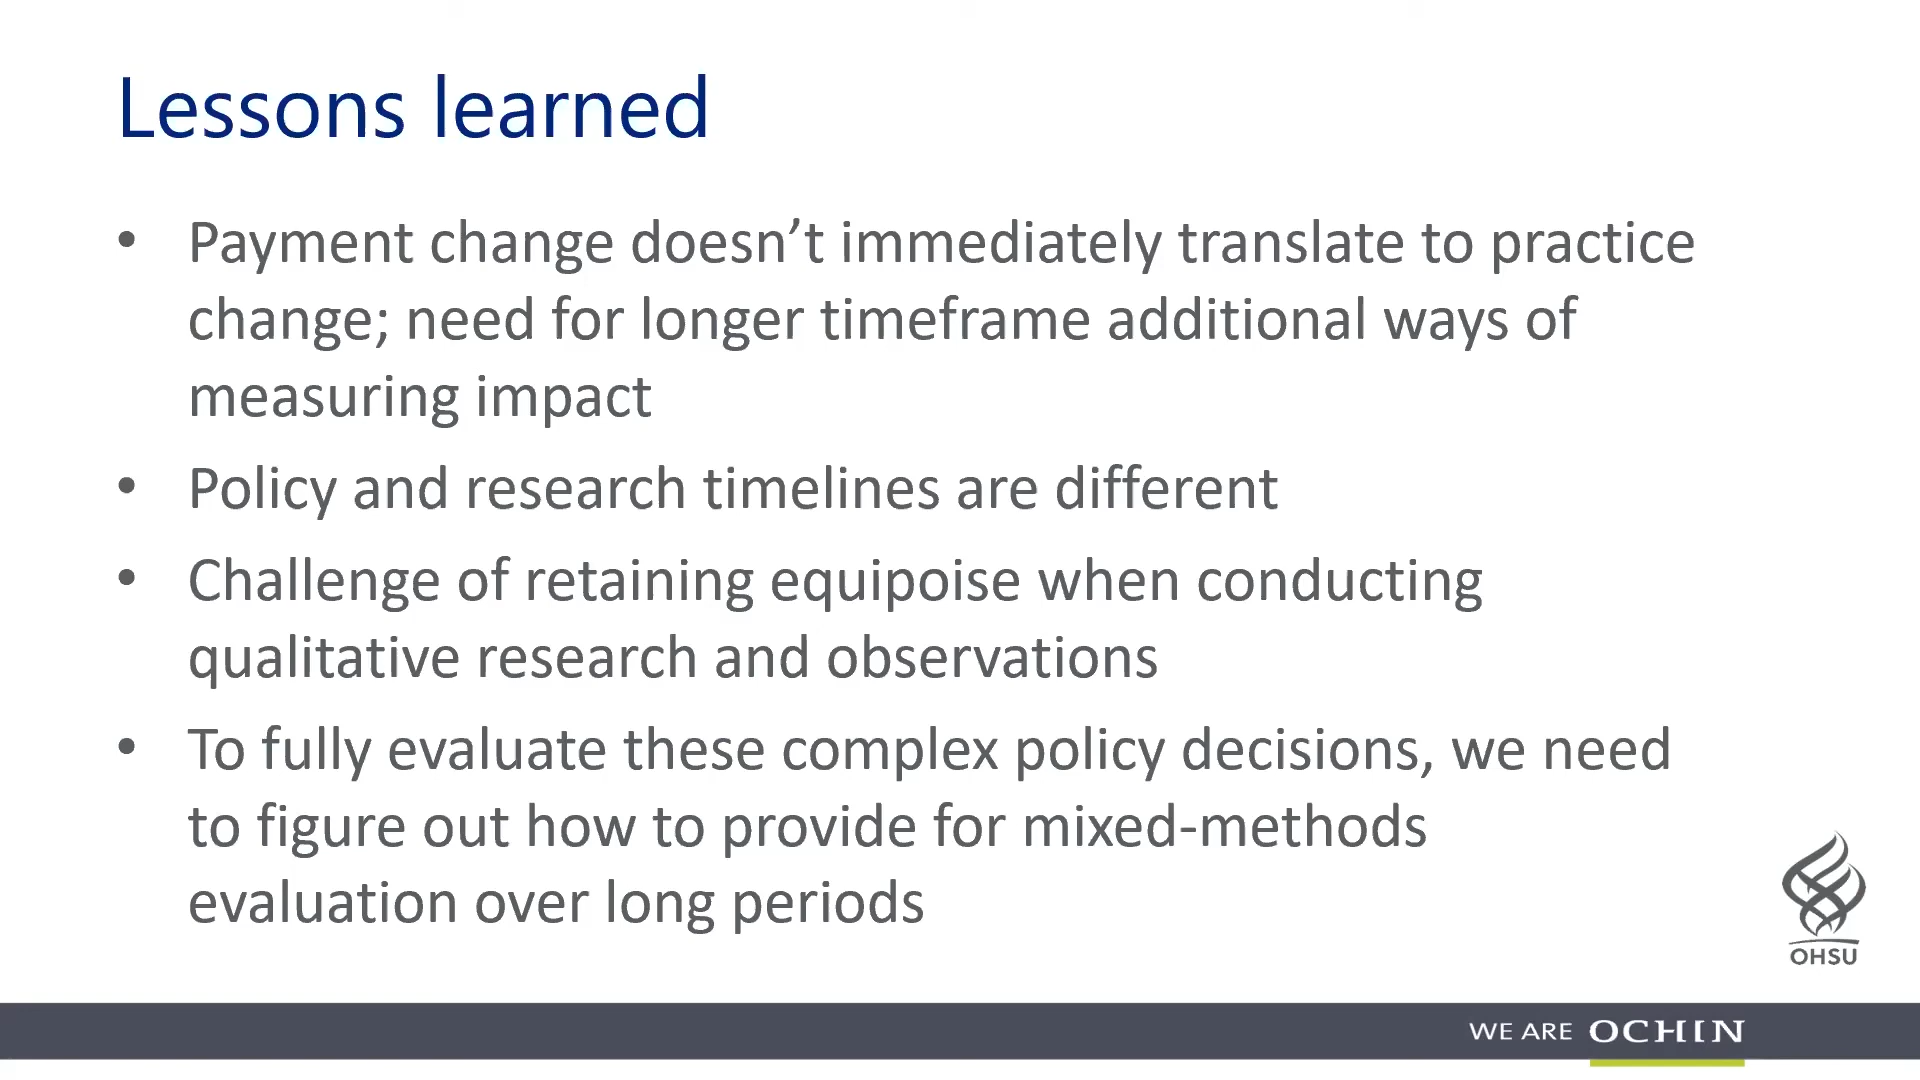 Lessons learned
• Payment change doesn’t immediately translate to practice
change; need for longer timeframe additional ways of
measuring impact
• Policy and research timelines are different
• Challenge of retaining equipoise when conducting
qualitative research and observations
• To fully evaluate these complex policy decisions, we need
to figure out how to provide for mixed-methods
evaluation over long periods
OHSU
WE ARE OCHIN